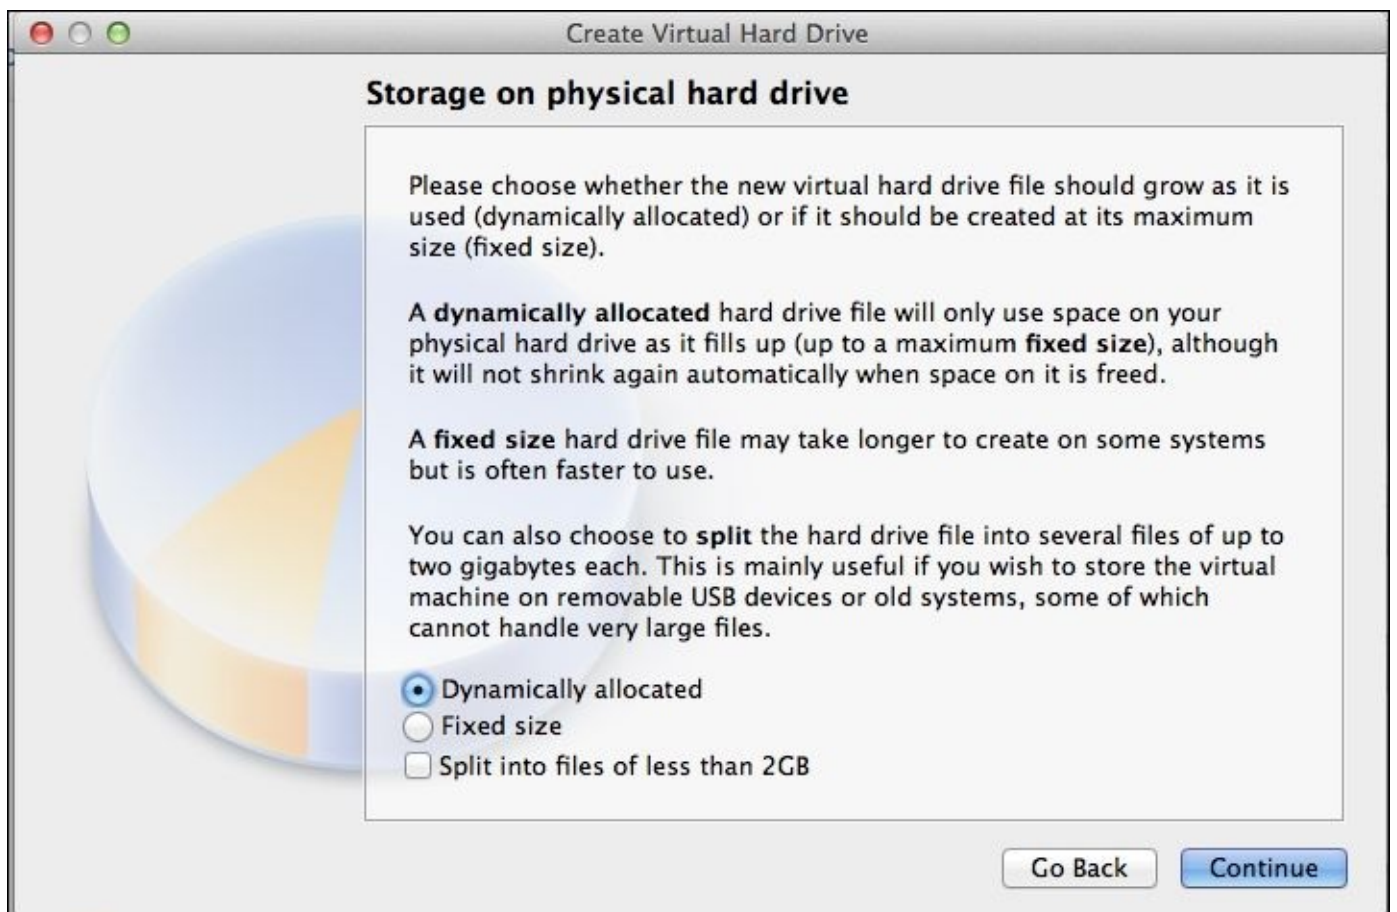 Create Virtual Hard Drive
Storage on physical hard drive
Please choose whether the new virtual hard drive file should grow as it is
used (dynamically allocated) or if it should be created at its maximum
size (fixed size).
A dynamically allocated hard drive file will only use space on your
physical hard drive as it fills up (up to a maximum fixed size), although
it will not shrink again automatically when space on it is freed.
A fixed size hard drive file may take longer to create on some systems
but is often faster to use.
You can also choose to split the hard drive file into several files of up to
two gigabytes each. This is mainly useful if you wish to store the virtual
machine on removable USB devices or old systems, some of which
cannot handle very large files.
Dynamically allocated
Fixed size
Split into files of less than 2GB
Go Back
Continue